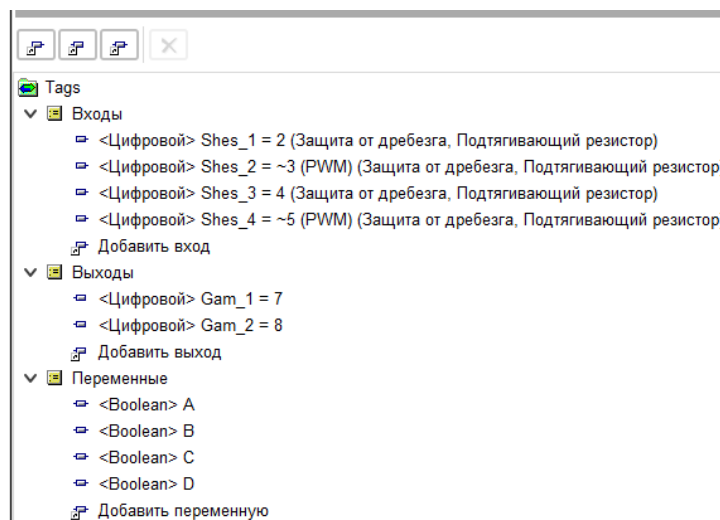 Tags
Входы
<Цифровой> Shes_1 = 2 (Защита от дребезга, Подтягивающий резистор)
<Цифровой> Shes_2 = ~3 (PWM) (Защита от дребезга, Подтягивающий резистор
<Цифровой> Shes_3 = 4 (Защита от дребезга, Подтягивающий резистор)
<Цифровой> Shes_4 = ~5 (PWM) (Защита от дребезга, Подтягивающий резистор
Добавить вход
Выходы
<Цифровой> Gam_1 = 7
<Цифровой> Gam_2 = 8
Добавить выход
Переменные
<Boolean> A
<Boolean> B
<Boolean> C
<Boolean> D
Добавить переменную